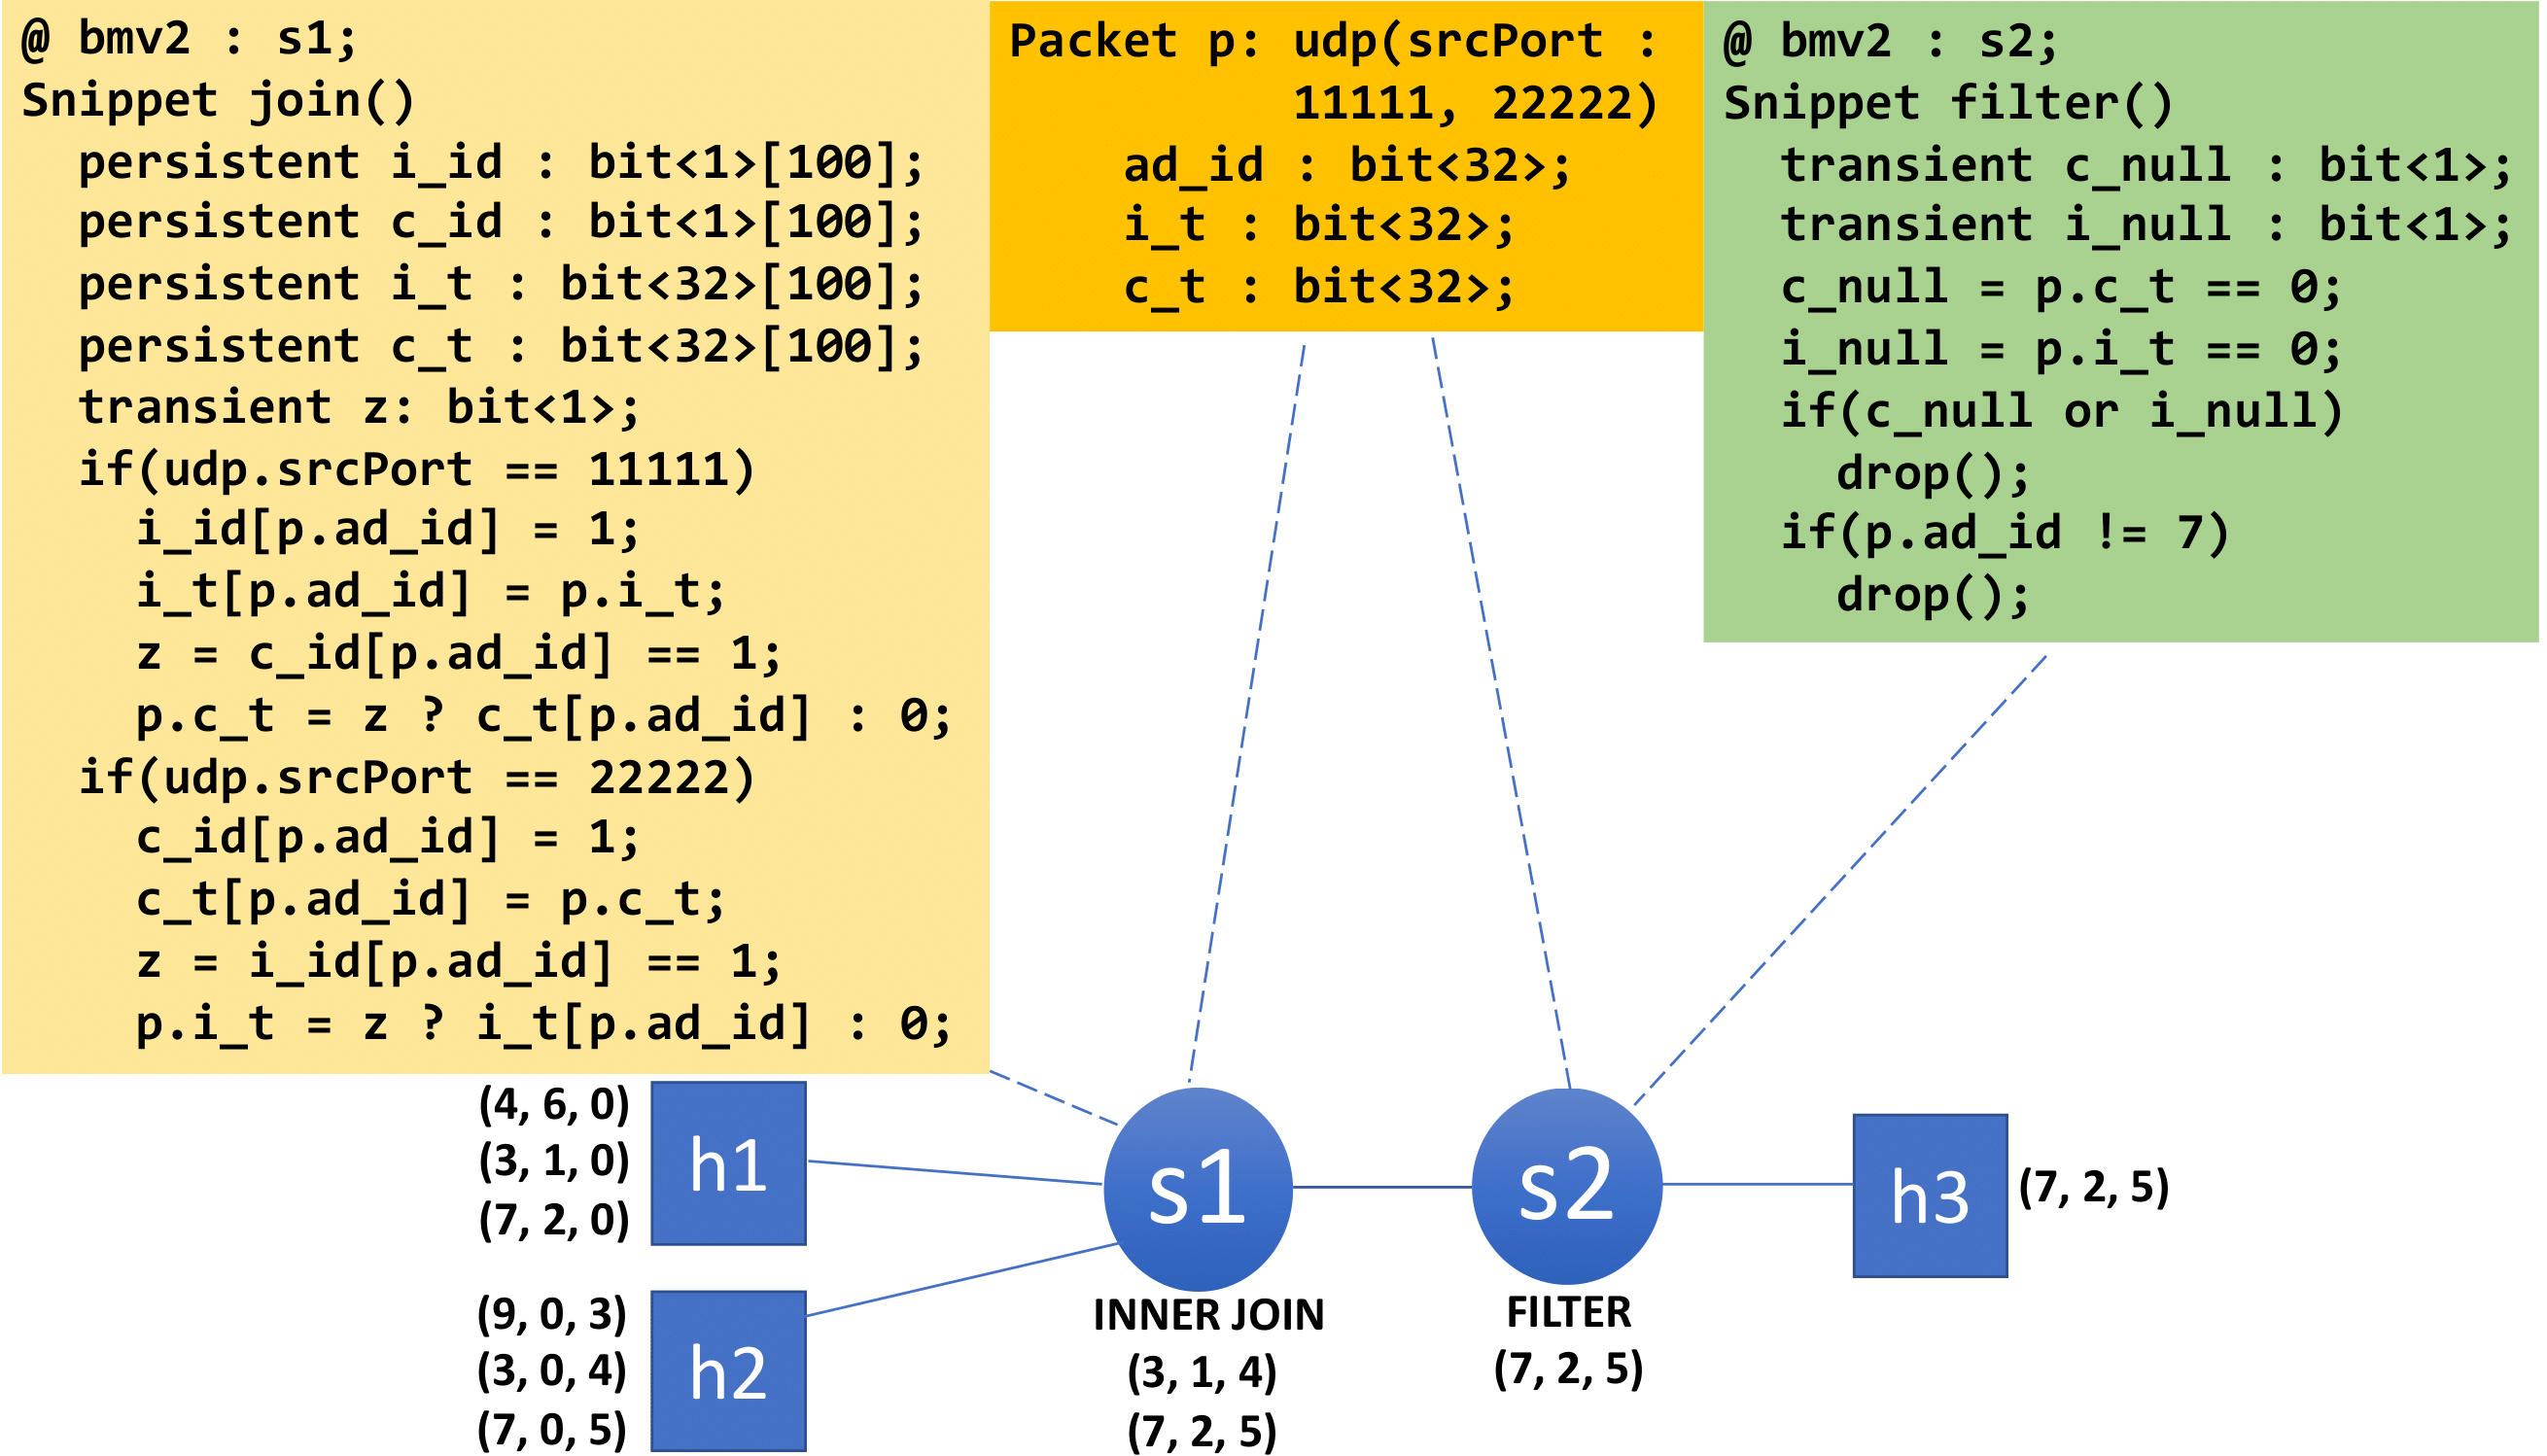 @ bmv2 : s1;
Snippet join()
  persistent i_id : bit<1>[100];
  persistent c_id : bit<1>[100];
  persistent i_t : bit<32>[100];
  persistent c_t : bit<32>[100];
  transient z: bit<1>;
  if(udp.srcPort == 11111)
    i_id[p.ad_id] = 1;
    i_t[p.ad_id] = p.i_t;
    z = c_id[p.ad_id] == 1;
    p.c_t = z ? c_t[p.ad_id] : 0;
  if(udp.srcPort == 22222)
    c_id[p.ad_id] = 1;
    c_t[p.ad_id] = p.c_t;
    z = i_id[p.ad_id] == 1;
    p.i_t = z ? i_t[p.ad_id] : 0;
Packet p: udp(srcPort :
          11111, 22222)
    ad_id : bit<32>;
    i_t : bit<32>;
    c_t : bit<32>;
@ bmv2 : s2;
Snippet filter()
  transient c_null : bit<1>;
  transient i_null : bit<1>;
  c_null = p.c_t == 0;
  i_null = p.i_t == 0;
  if(c_null or i_null)
    drop();
  if(p.ad_id != 7)
    drop();
(4, 6, 0)
(3, 1, 0)
(7, 2, 0)
h1
(9, 0, 3)
(3, 0, 4)
(7, 0, 5)
h2
s1
INNER JOIN
(3, 1, 4)
(7, 2, 5)
s2
FILTER
(7, 2, 5)
h3
(7, 2, 5)